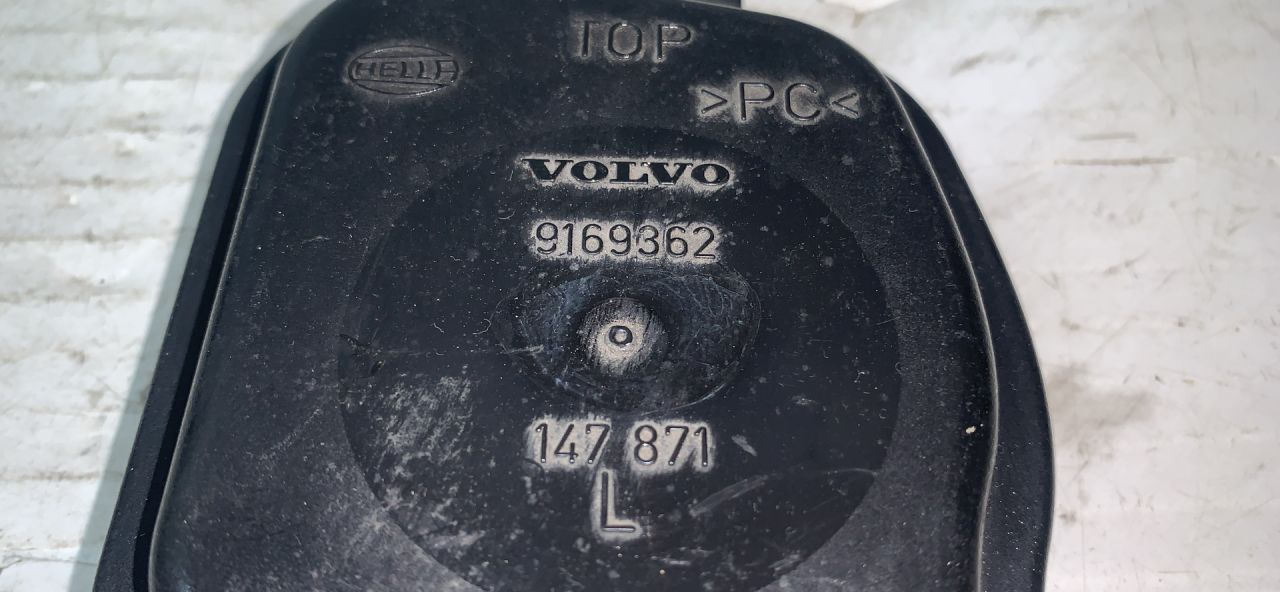 TOP
HELLA
>PC<
VOLVO
9169362
147 871
L